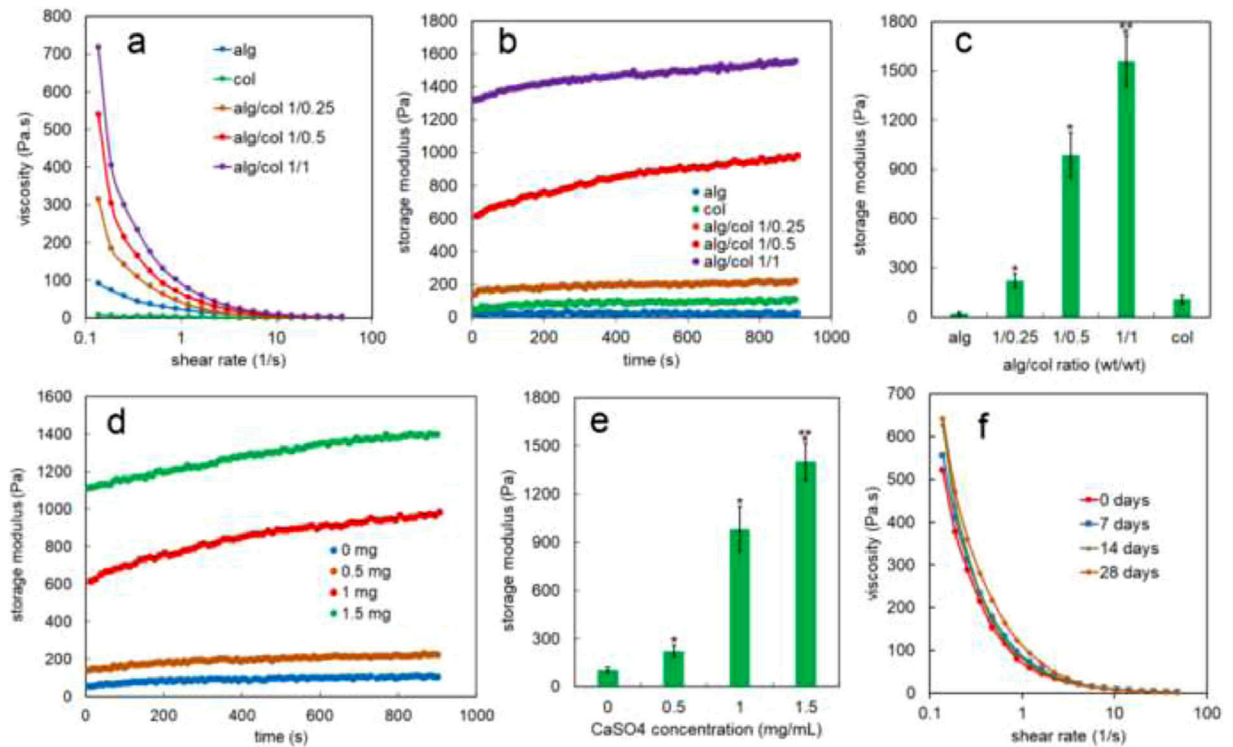 a
800
700
600
500
400
300
200
100
0
viscosity (Pa.s)
alg
col
alg/col 1/0.25
alg/col 1/0.5
alg/col 1/1
0.1
1
10
100
shear rate (1/s)
b
1800
1600
1400
1200
1000
800
600
400
200
0
storage modulus (Pa)
alg
col
alg/col 1/0.25
alg/col 1/0.5
alg/col 1/1
0
200
400
600
800
1000
time (s)
c
1800
1500
1200
900
600
300
0
storage modulus (Pa)
*
*
**
alg
1/0.25
1/0.5
1/1
col
alg/col ratio (wt/wt)
d
1600
1400
1200
1000
800
600
400
200
0
storage modulus (Pa)
0 mg
0.5 mg
1 mg
1.5 mg
0
200
400
600
800
1000
time (s)
e
1800
1500
1200
900
600
300
0
storage modulus (Pa)
*
*
**
0
0.5
1
1.5
CaSO4 concentration (mg/mL)
f
700
600
500
400
300
200
100
0
viscosity (Pa.s)
0 days
7 days
14 days
28 days
0.1
1
10
100
shear rate (1/s)